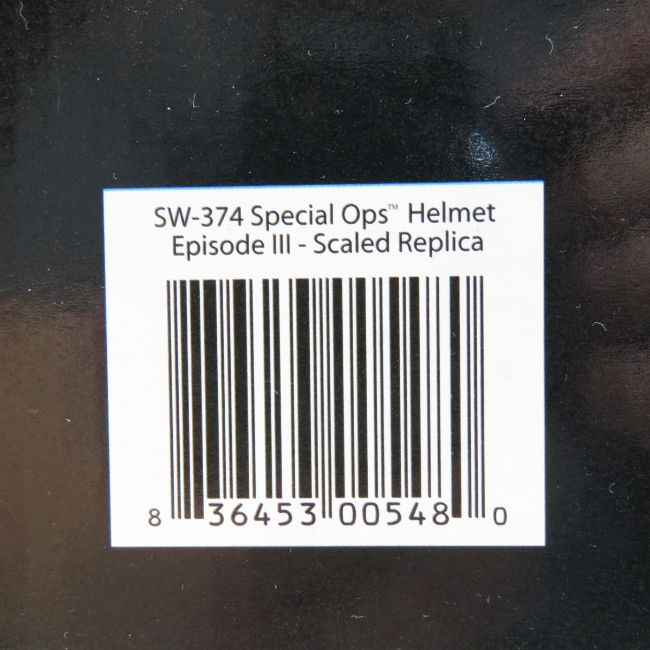 SW-374 Special Ops™ Helmet
Episode III - Scaled Replica
8 36453 00548 0